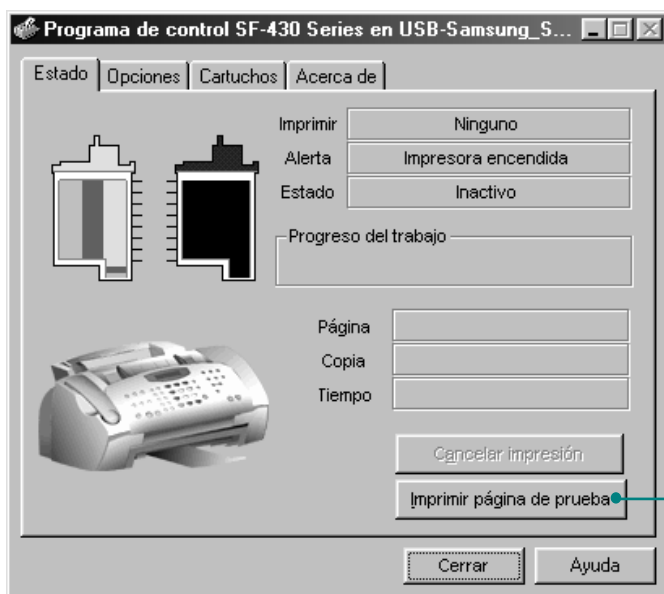 Programa de control SF-430 Series en USB-Samsung_S...
Estado Opciones Cartuchos Acerca de
Imprimir Ninguno
Alerta Impresora encendida
Estado Inactivo
Progreso del trabajo
Página
Copia
Tiempo
Cancelar impresión
Imprimir página de prueba
Cerrar Ayuda